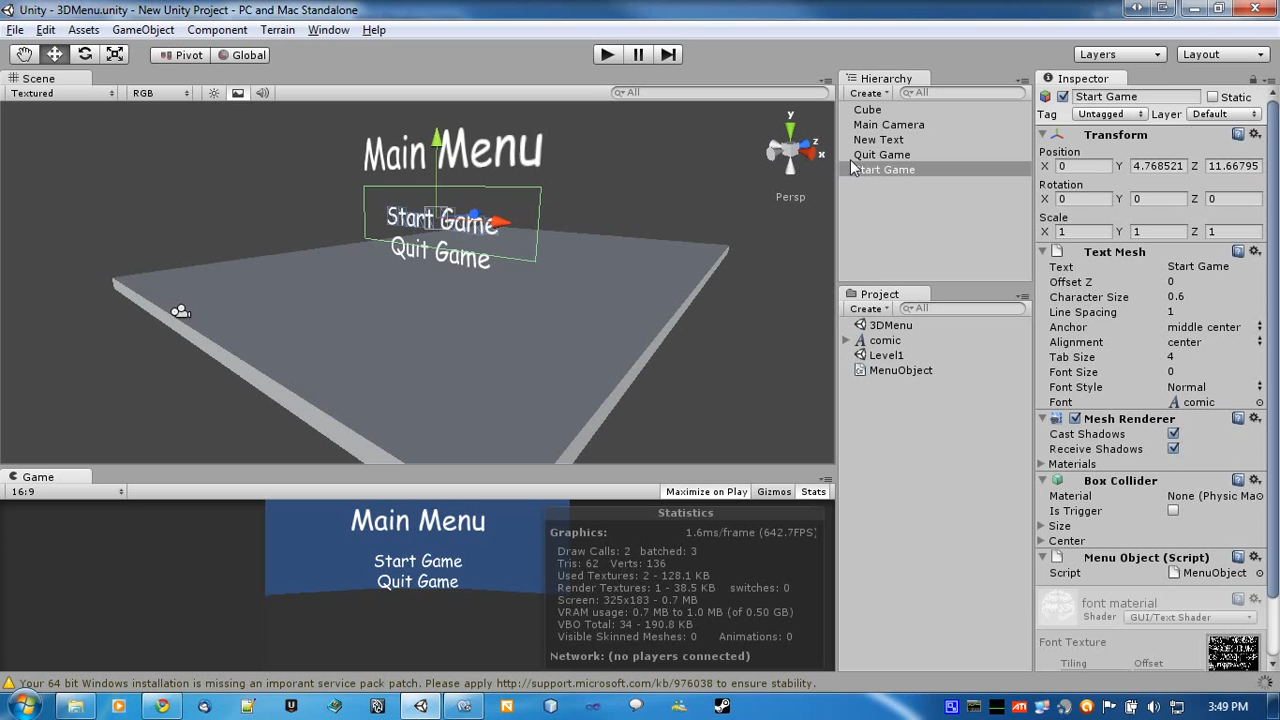 Unity - 3DMenu.unity - New Unity Project - PC and Mac Standalone
File Edit Assets GameObject Component Terrain Window Help
Pivot Global Layers Layout
Scene
Textured RGB All
Main Menu
Start Game
Quit Game
y
z
x
Persp
Game
16:9 Maximize on Play Gizmos Stats
Main Menu
Start Game
Quit Game
Statistics
Graphics: 1.6ms/frame (642.7FPS)
Draw Calls: 2 batched: 3
Tris: 62 Verts: 136
Used Textures: 2 - 128.1 KB
Render Textures: 1 - 38.5 KB switches: 0
Screen: 325x183 - 0.7 MB
VRAM usage: 0.7 MB to 1.0 MB (of 0.50 GB)
VBO Total: 34 - 190.8 KB
Visible Skinned Meshes: 0 Animations: 0
Network: (no players connected)
Hierarchy
Create All
Cube
Main Camera
New Text
Quit Game
Start Game
Project
Create All
3DMenu
comic
Level1
MenuObject
Inspector
Start Game Static
Tag Untagged Layer Default
Transform
Position
X 0 Y 4.768521 Z 11.66795
Rotation
X 0 Y 0 Z 0
Scale
X 1 Y 1 Z 1
Text Mesh
Text Start Game
Offset Z 0
Character Size 0.6
Line Spacing 1
Anchor middle center
Alignment center
Tab Size 4
Font Size 0
Font Style Normal
Font comic
Mesh Renderer
Cast Shadows
Receive Shadows
Materials
Box Collider
Material None (Physic Ma
Is Trigger
Size
Center
Menu Object (Script)
Script MenuObject
font material
Shader GUI/Text Shader
Font Texture
Tiling Offset
Your 64 bit Windows installation is missing an imporant service pack patch. Please apply http://support.microsoft.com/kb/976038 to ensure stability.
3:49 PM